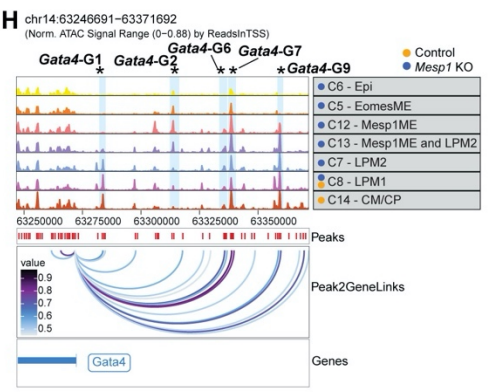 H
chr14:63246691–63371692
(Norm. ATAC Signal Range (0–0.88) by ReadsInTSS)
Gata4-G1
Gata4-G2
Gata4-G6
Gata4-G7
Gata4-G9
* * * * *
Control
Mesp1 KO
C6 - Epi
C5 - EomesME
C12 - Mesp1ME
C13 - Mesp1ME and LPM2
C7 - LPM2
C8 - LPM1
C14 - CM/CP
63250000 63275000 63300000 63325000 63350000
Peaks
value
0.9
0.8
0.7
0.6
0.5
Peak2GeneLinks
Gata4
Genes